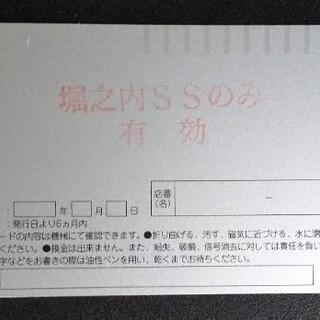 堀之内ＳＳのみ
有効
店番
(名)
－
：□年□月□日
：発行日より6ヵ月内
ードの内容は機械にて確認できます。●折り曲げる、汚す、磁気に近づける、水に濡
ください。●換金は出来ません。また、紛失、破損、信号消去に対しては責任を負い
字などをお書きの際は油性ペンを用い、乾くまでお待ちください。